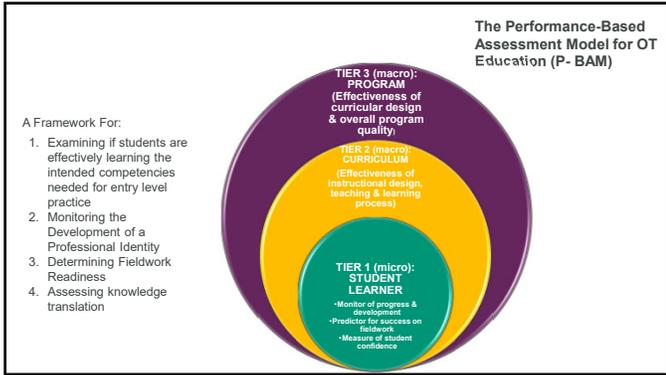 The Performance-Based
Assessment Model for OT
Education (P- BAM)
A Framework For:
1. Examining if students are
effectively learning the
intended competencies
needed for entry level
practice
2. Monitoring the
Development of a
Professional Identity
3. Determining Fieldwork
Readiness
4. Assessing knowledge
translation
TIER 3 (macro):
PROGRAM
(Effectiveness of
curricular design
& overall program
quality)
TIER 2 (macro):
CURRICULUM
(Effectiveness of
instructional design,
teaching & learning
process)
TIER 1 (micro):
STUDENT
LEARNER
•Monitor of progress &
development
•Predictor for success on
fieldwork
•Measure of student
confidence